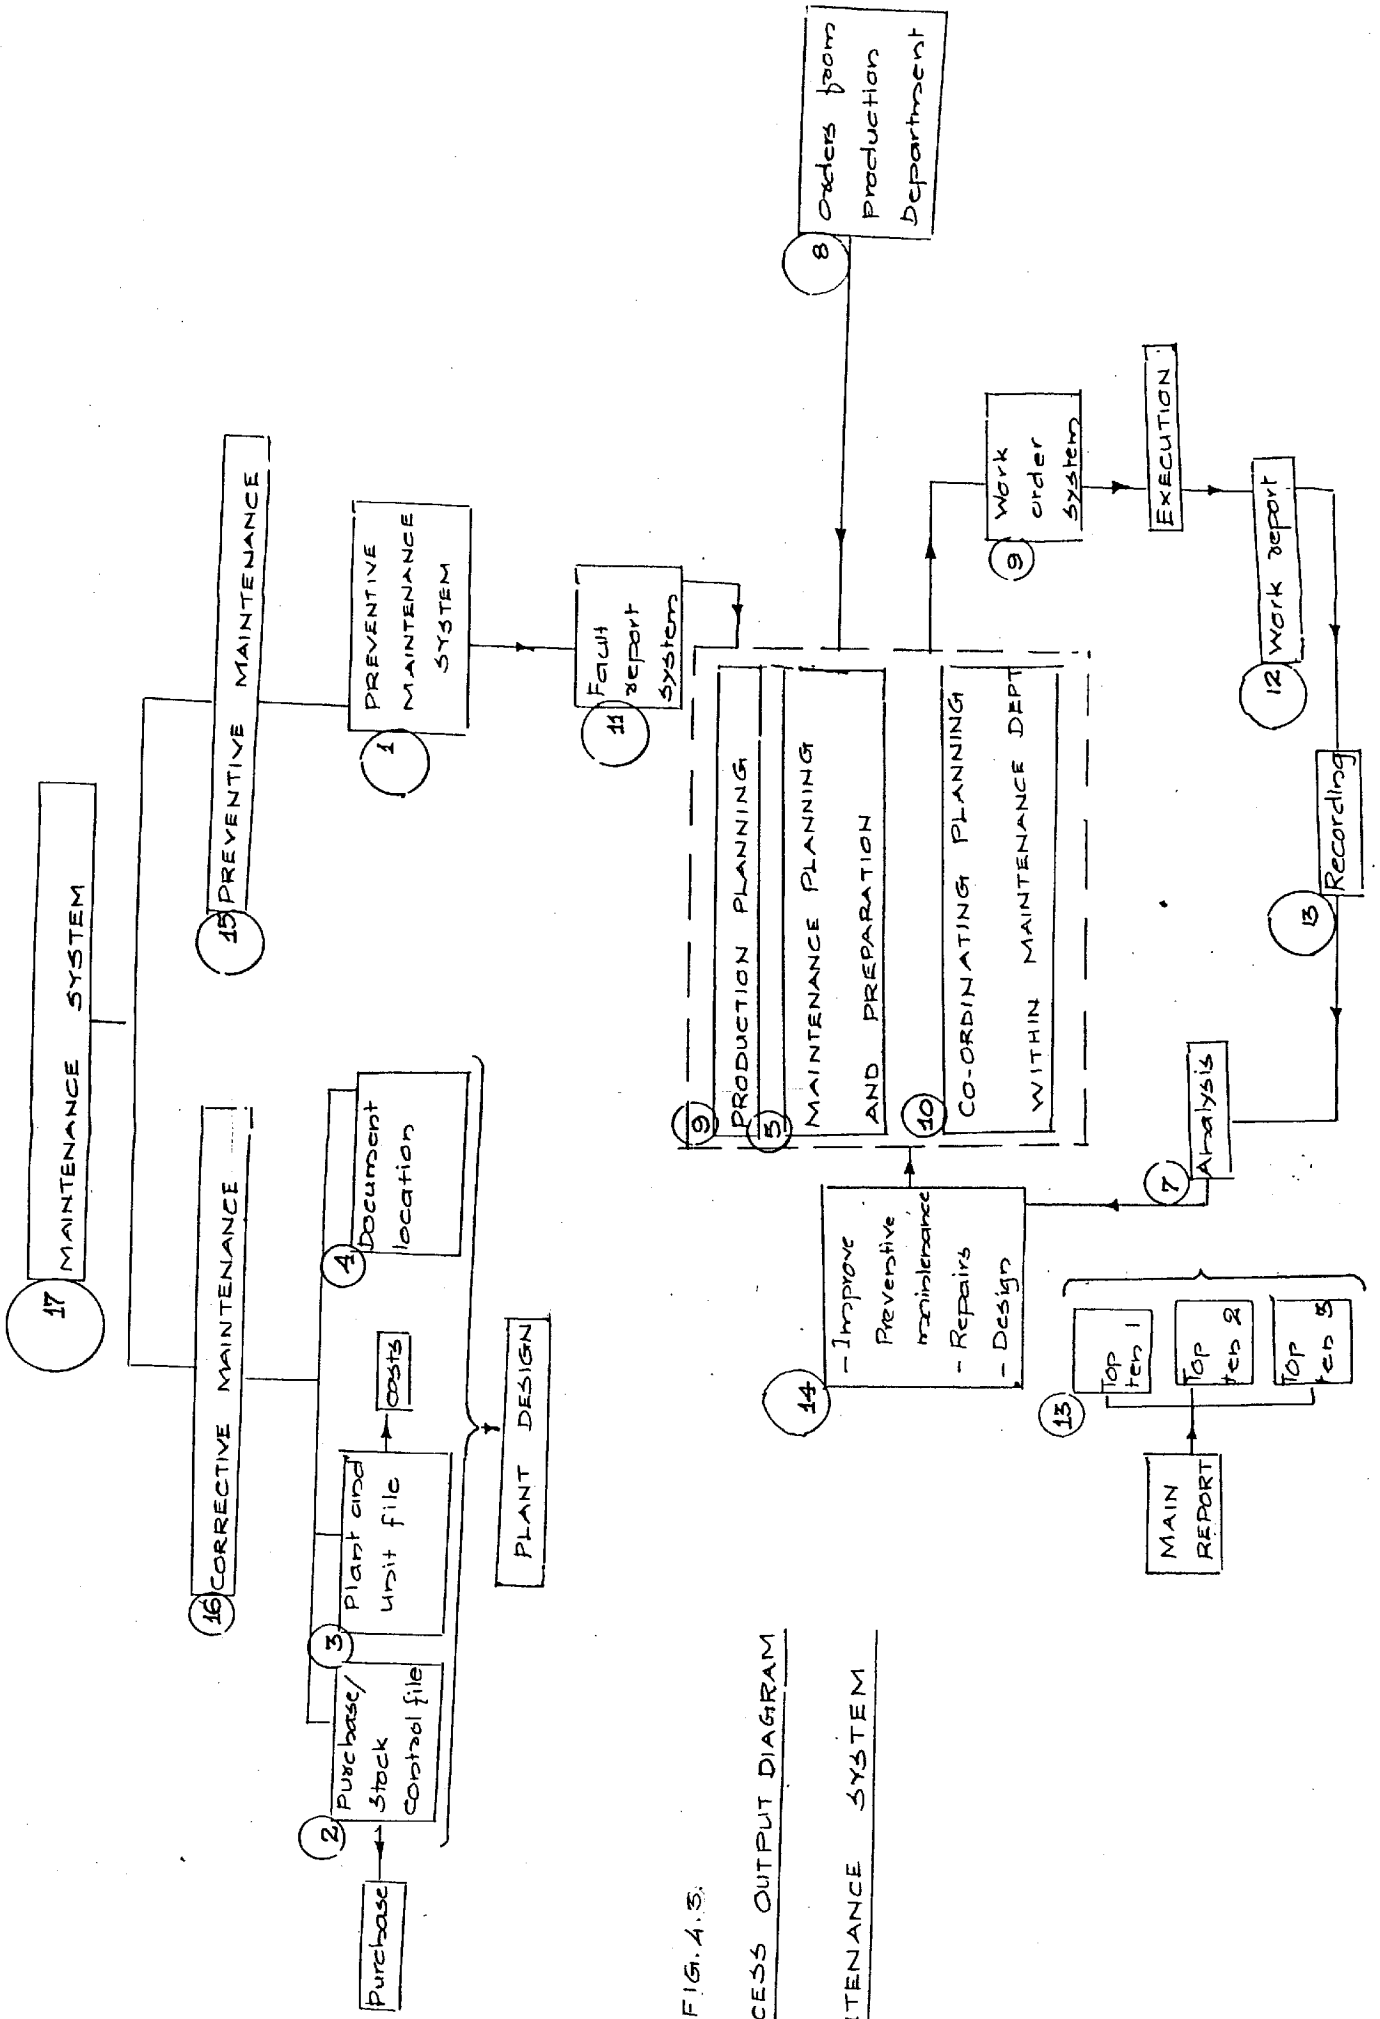 17
MAINTENANCE SYSTEM
16
CORRECTIVE MAINTENANCE
15
PREVENTIVE MAINTENANCE
2
Purchase/
Stock
Control file
Purchase
3
Plant and
unit file
costs
4
Document
location
PLANT DESIGN
1
PREVENTIVE
MAINTENANCE
SYSTEM
11
Fault
report
system
8
Orders from
Production
Department
9
PRODUCTION PLANNING
5
MAINTENANCE PLANNING
AND PREPARATION
10
CO-ORDINATING PLANNING
WITHIN MAINTENANCE DEPT
9
Work
order
system
EXECUTION
12
Work report
13
Recording
7
Analysis
14
- Improve
Preventive
maintenance
- Repairs
- Design
13
Top
ten 1
Top
ten 2
Top
ten 3
MAIN
REPORT
FIG. 4.3.
CESS OUTPUT DIAGRAM
TENANCE SYSTEM